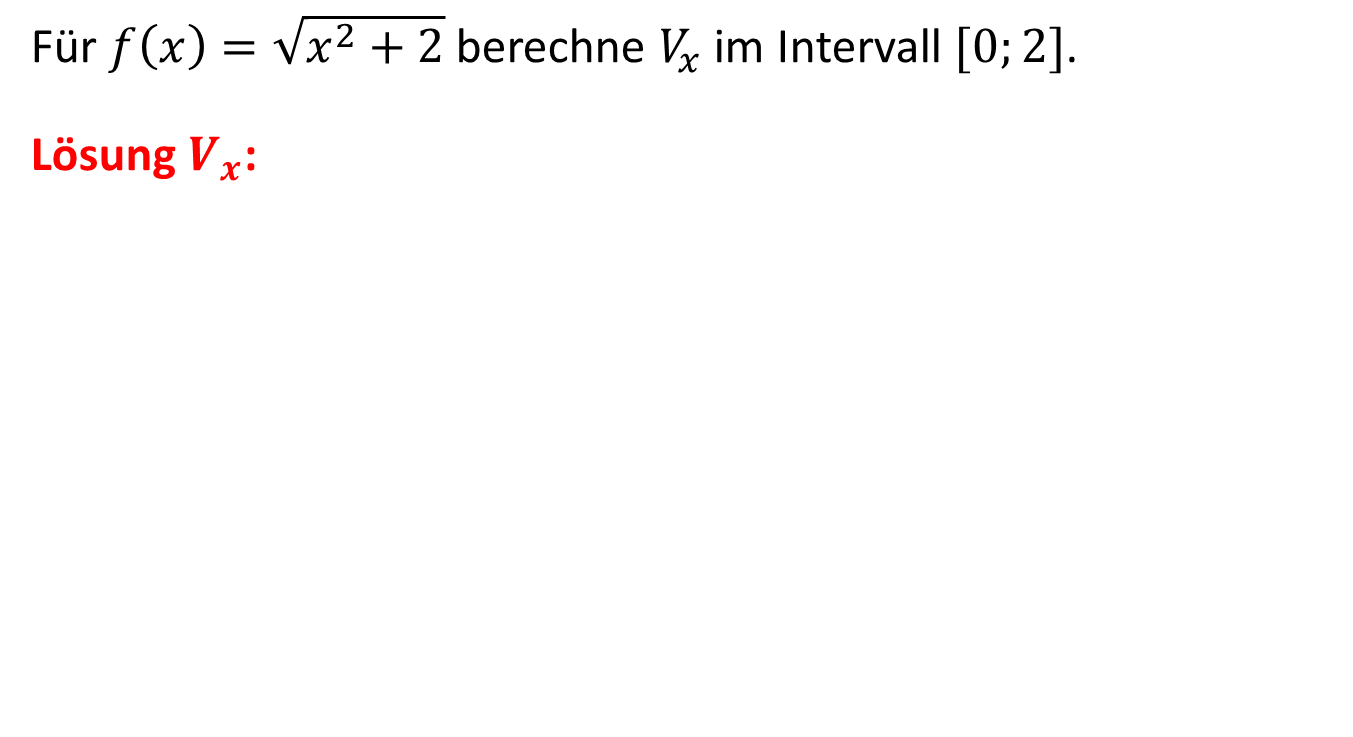 Für f(x) = √(x² + 2) berechne Vₓ im Intervall [0; 2].
Lösung Vₓ: